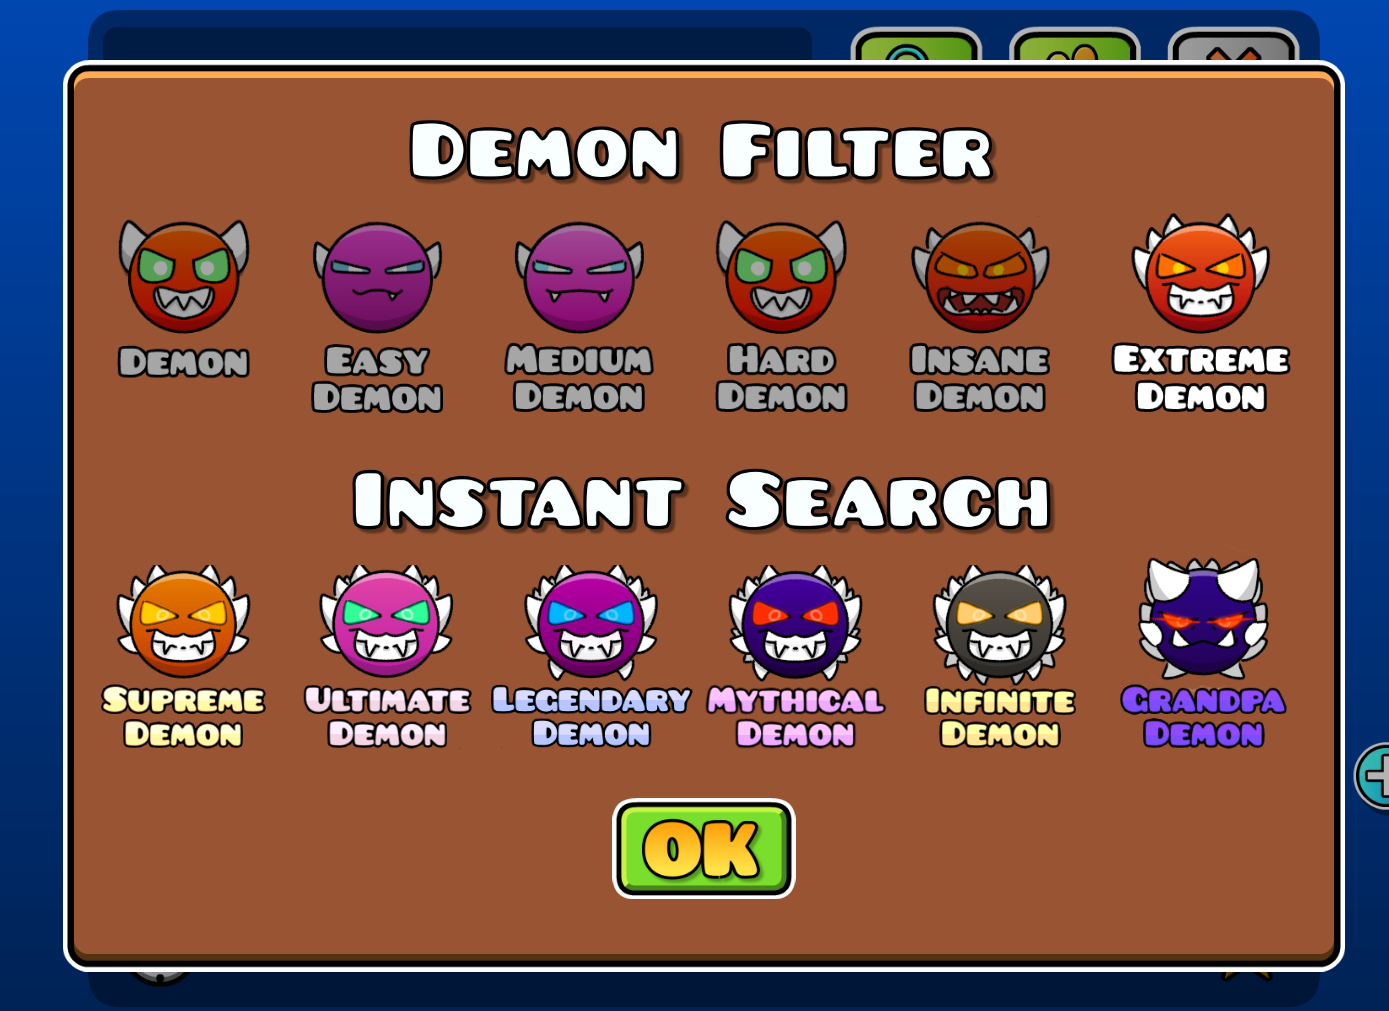 Demon Filter
Demon
Easy
Demon
Medium
Demon
Hard
Demon
Insane
Demon
Extreme
Demon
Instant Search
Supreme
Demon
Ultimate
Demon
Legendary
Demon
Mythical
Demon
Infinite
Demon
Grandpa
Demon
OK